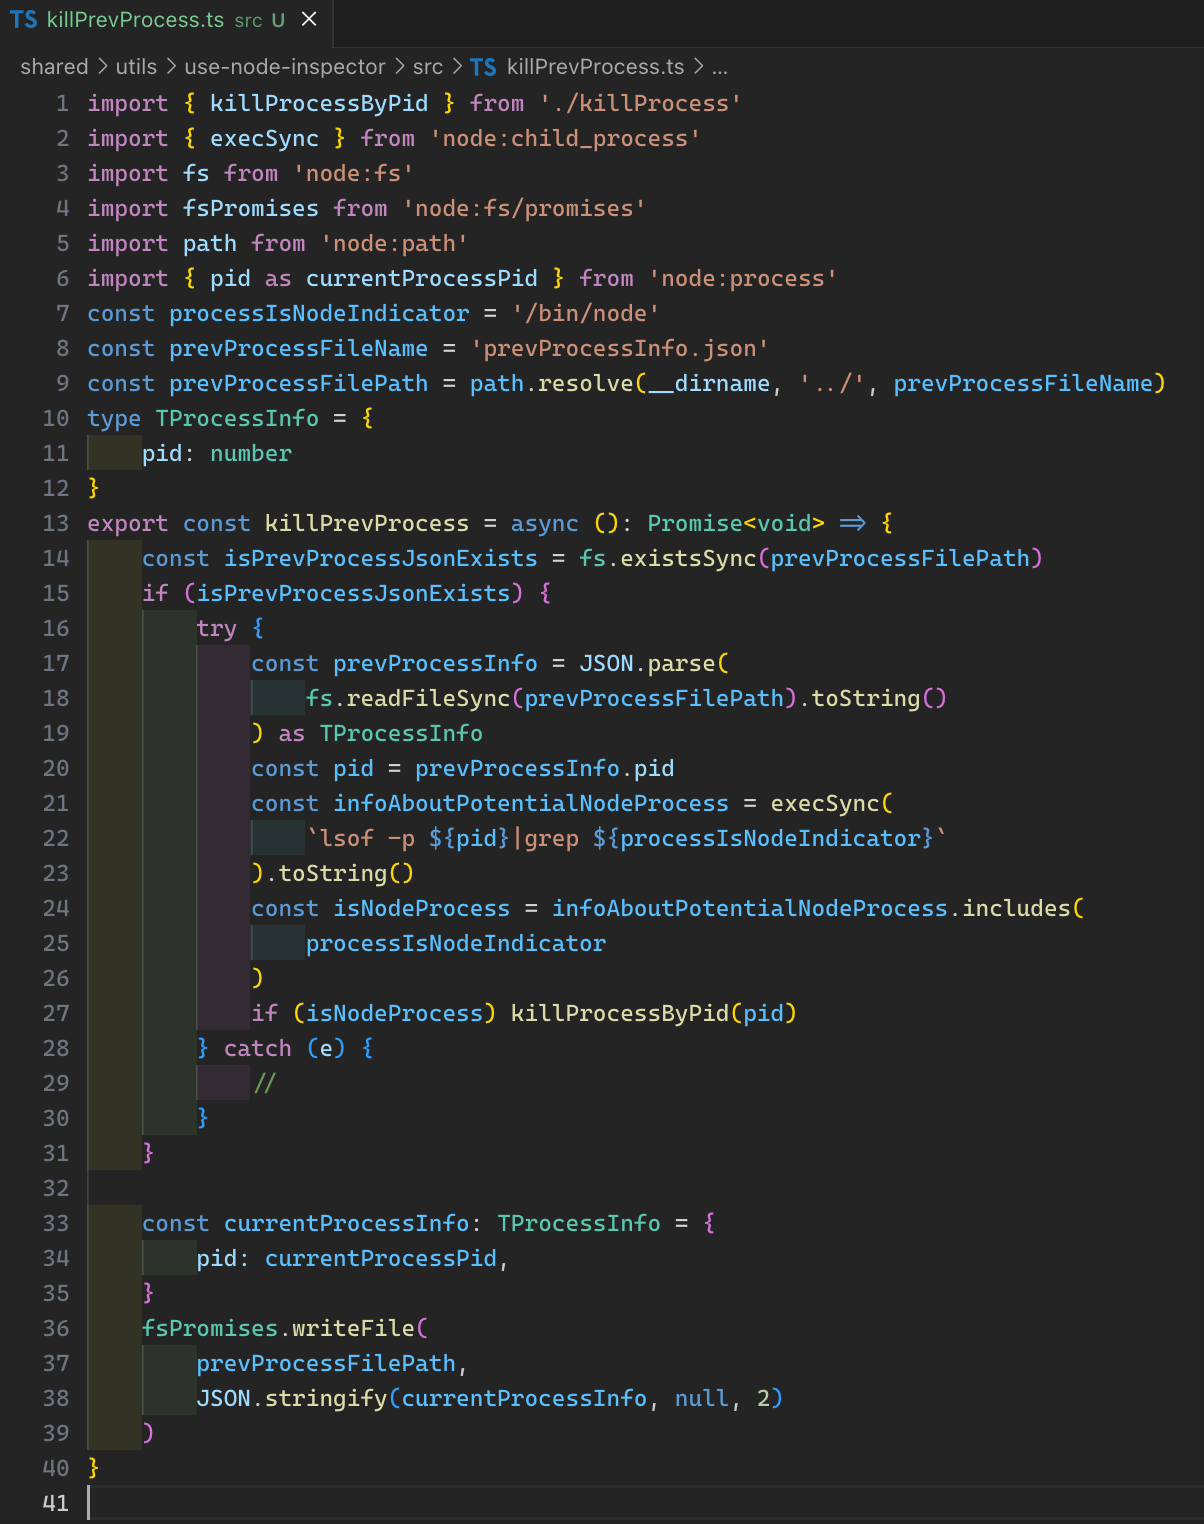 TS killPrevProcess.ts src U ×
shared > utils > use-node-inspector > src > TS killPrevProcess.ts > ...
1 import { killProcessByPid } from './killProcess'
2 import { execSync } from 'node:child_process'
3 import fs from 'node:fs'
4 import fsPromises from 'node:fs/promises'
5 import path from 'node:path'
6 import { pid as currentProcessPid } from 'node:process'
7 const processIsNodeIndicator = '/bin/node'
8 const prevProcessFileName = 'prevProcessInfo.json'
9 const prevProcessFilePath = path.resolve(__dirname, '../', prevProcessFileName)
10 type TProcessInfo = {
11     pid: number
12 }
13 export const killPrevProcess = async (): Promise<void> => {
14     const isPrevProcessJsonExists = fs.existsSync(prevProcessFilePath)
15     if (isPrevProcessJsonExists) {
16         try {
17             const prevProcessInfo = JSON.parse(
18                 fs.readFileSync(prevProcessFilePath).toString()
19             ) as TProcessInfo
20             const pid = prevProcessInfo.pid
21             const infoAboutPotentialNodeProcess = execSync(
22                 `lsof -p ${pid}|grep ${processIsNodeIndicator}`
23             ).toString()
24             const isNodeProcess = infoAboutPotentialNodeProcess.includes(
25                 processIsNodeIndicator
26             )
27             if (isNodeProcess) killProcessByPid(pid)
28         } catch (e) {
29             //
30         }
31     }
32
33     const currentProcessInfo: TProcessInfo = {
34         pid: currentProcessPid,
35     }
36     fsPromises.writeFile(
37         prevProcessFilePath,
38         JSON.stringify(currentProcessInfo, null, 2)
39     )
40 }
41